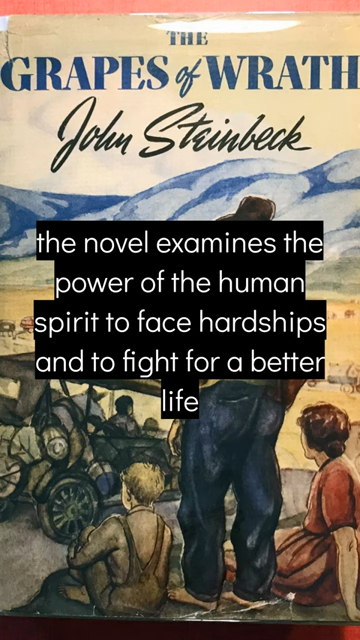 THE
GRAPES of WRATH
John Steinbeck
the novel examines the
power of the human
spirit to face hardships
and to fight for a better
life